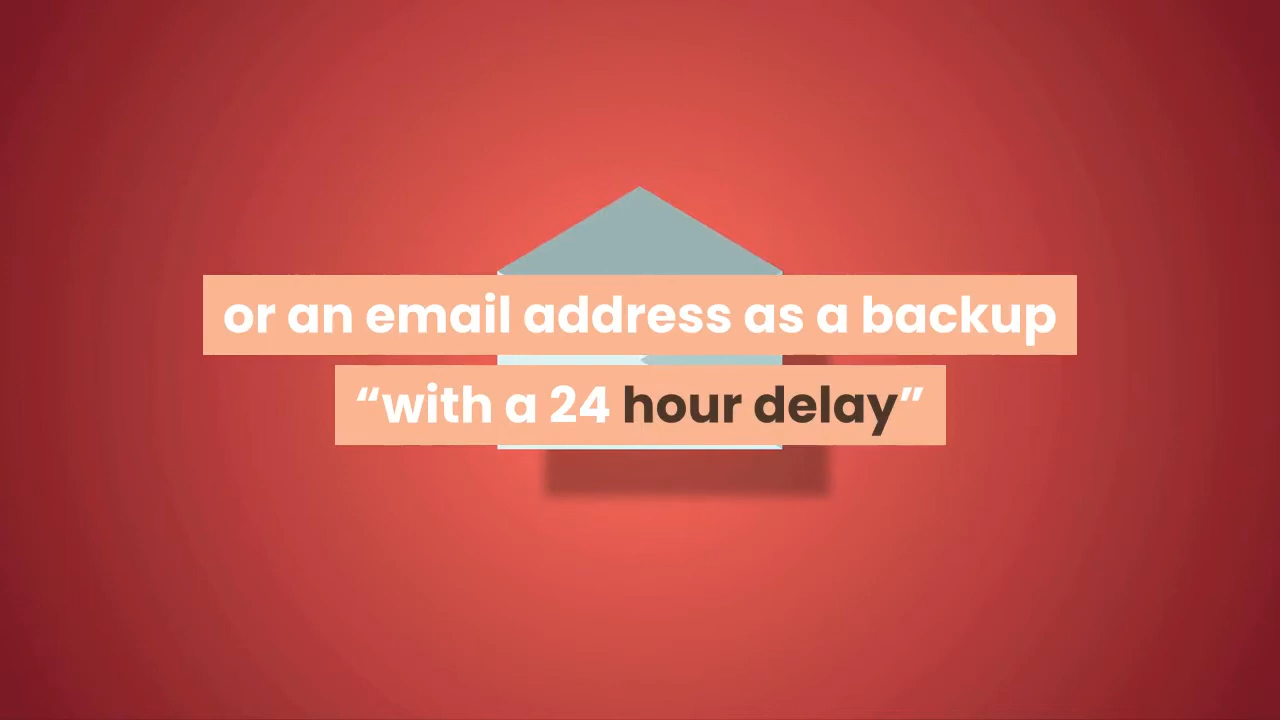 or an email address as a backup
“with a 24 hour delay”